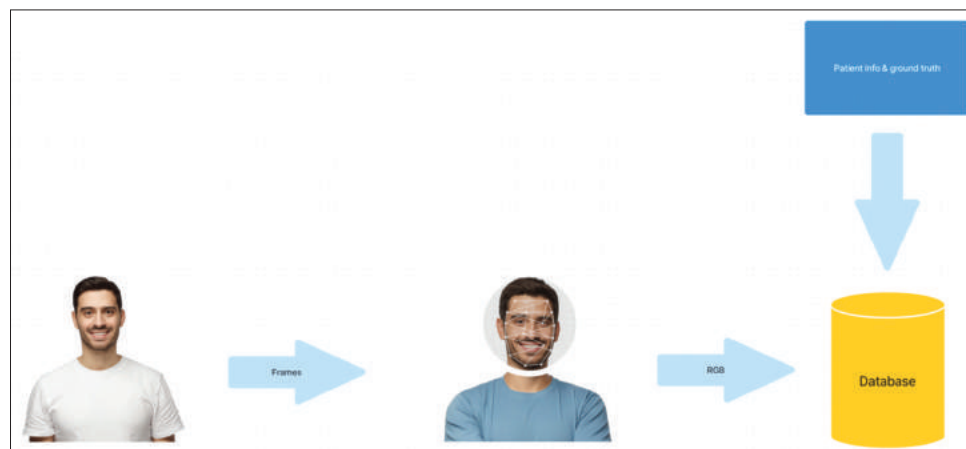 Patient info & ground truth
Frames
RGB
Database